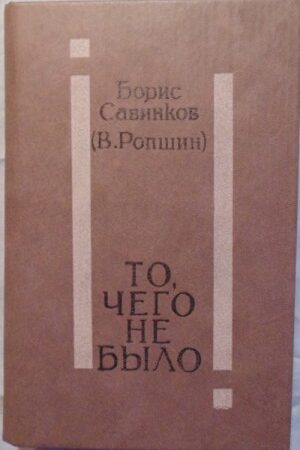 Борис
Савинков
(В. Ропшин)
ТО,
ЧЕГО
НЕ
БЫЛО